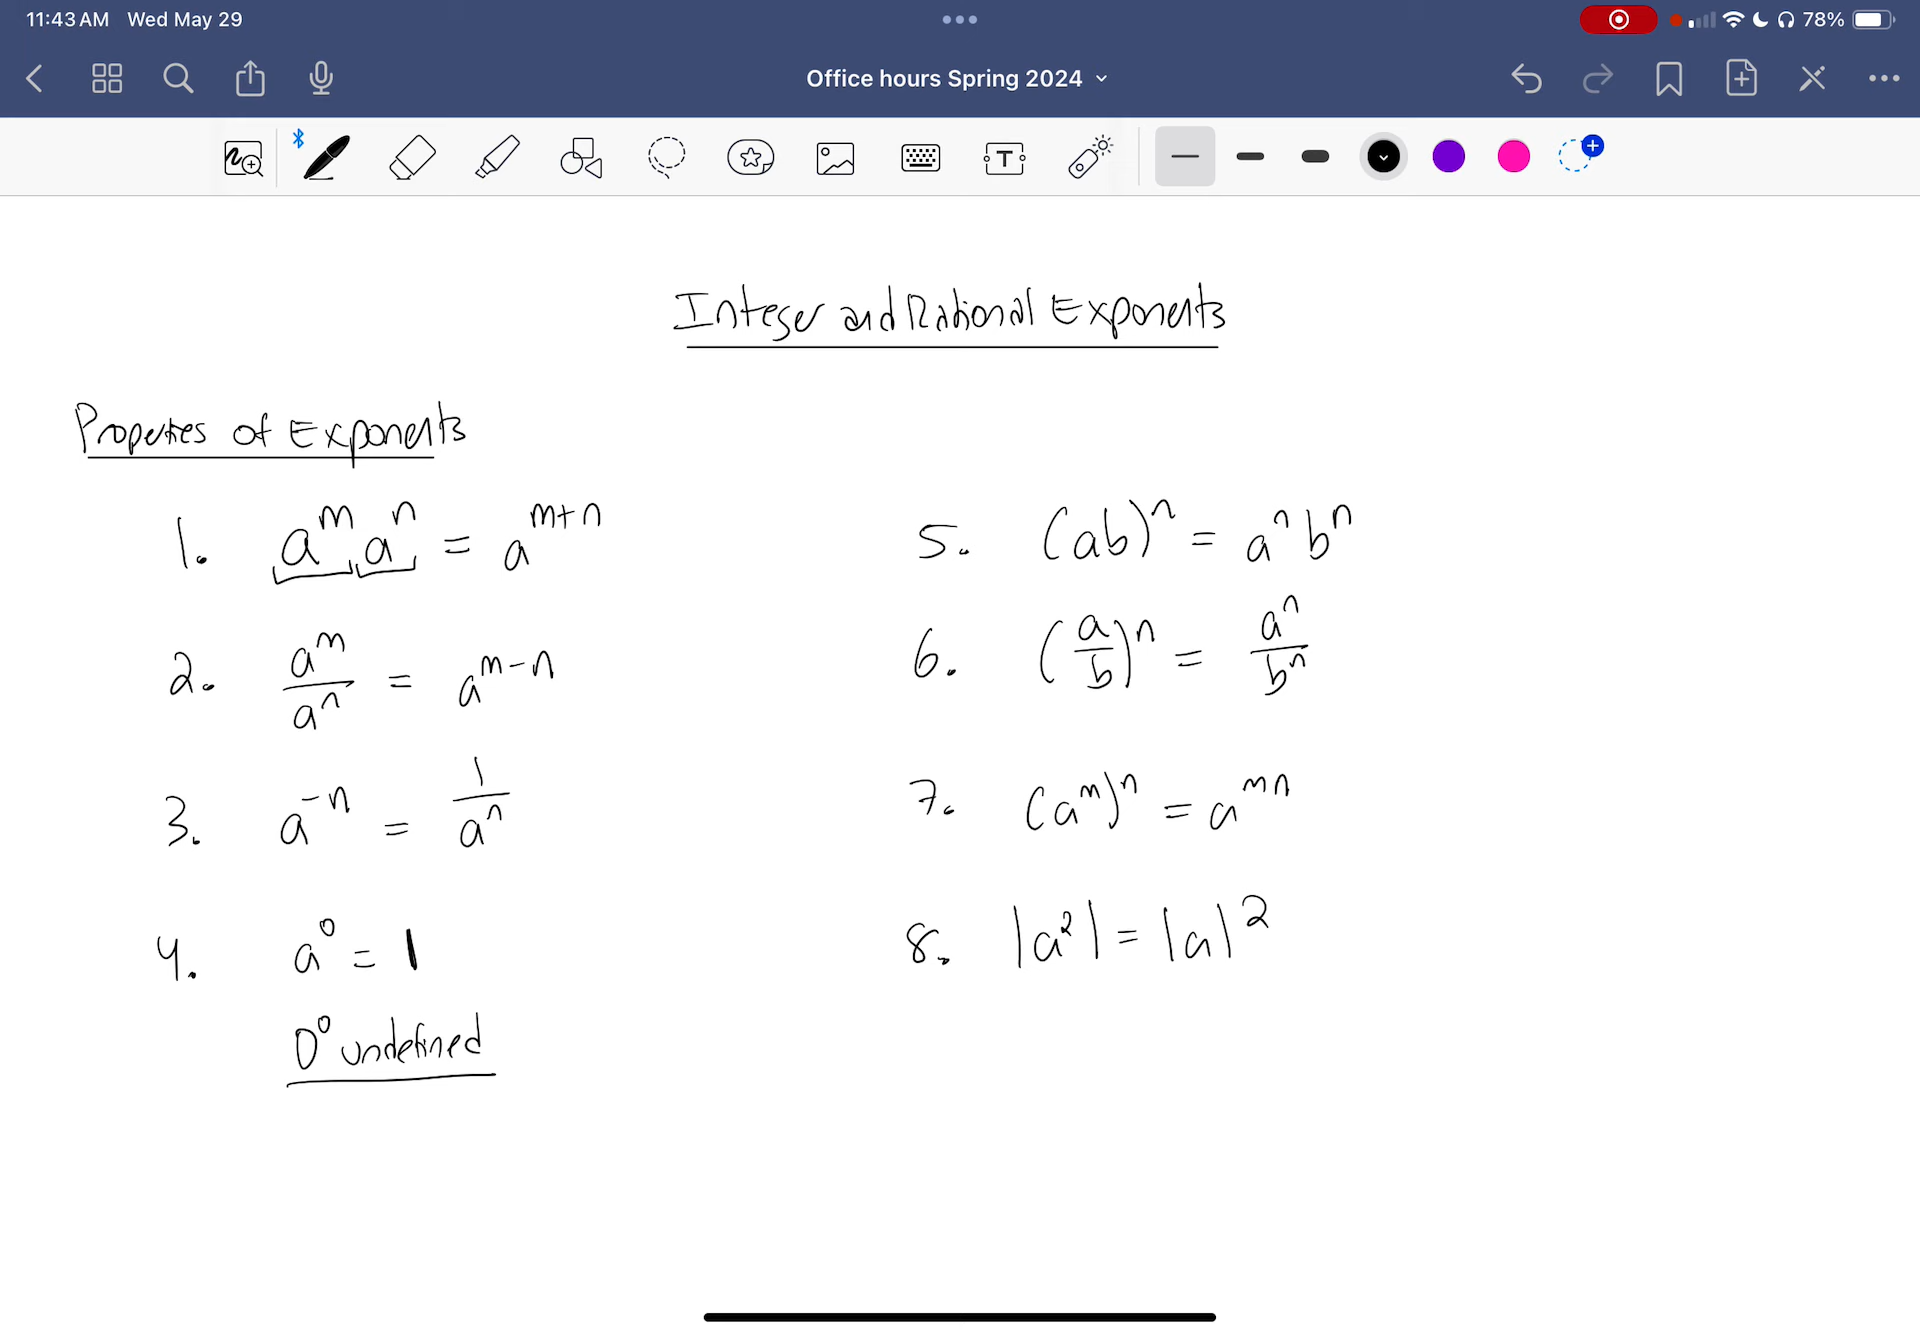 11:43 AM Wed May 29
78%
Office hours Spring 2024
Integer and Rational Exponents
Properties of Exponents
1. a^m a^n = a^(m+n)
2. a^m/a^n = a^(m-n)
3. a^(-n) = 1/a^n
4. a^0 = 1
0^0 undefined
5. (ab)^n = a^n b^n
6. (a/b)^n = a^n/b^n
7. (a^m)^n = a^(mn)
8. |a^2| = |a|^2